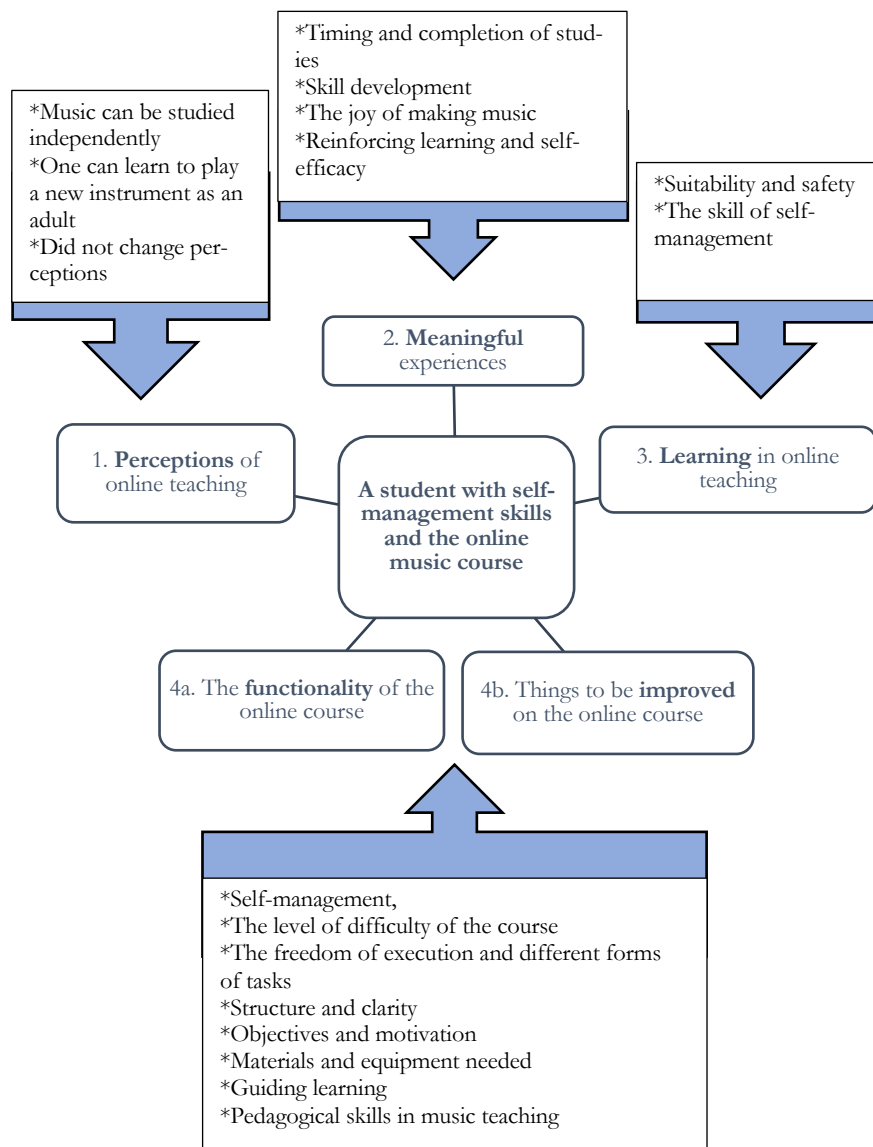 *Music can be studied
independently
*One can learn to play
a new instrument as an
adult
*Did not change per-
ceptions
*Timing and completion of stud-
ies
*Skill development
*The joy of making music
*Reinforcing learning and self-
efficacy
*Suitability and safety
*The skill of self-
management
2. Meaningful
experiences
1. Perceptions of
online teaching
3. Learning in online
teaching
A student with self-
management skills
and the online
music course
4a. The functionality of the
online course
4b. Things to be improved
on the online course
*Self-management,
*The level of difficulty of the course
*The freedom of execution and different forms
of tasks
*Structure and clarity
*Objectives and motivation
*Materials and equipment needed
*Guiding learning
*Pedagogical skills in music teaching